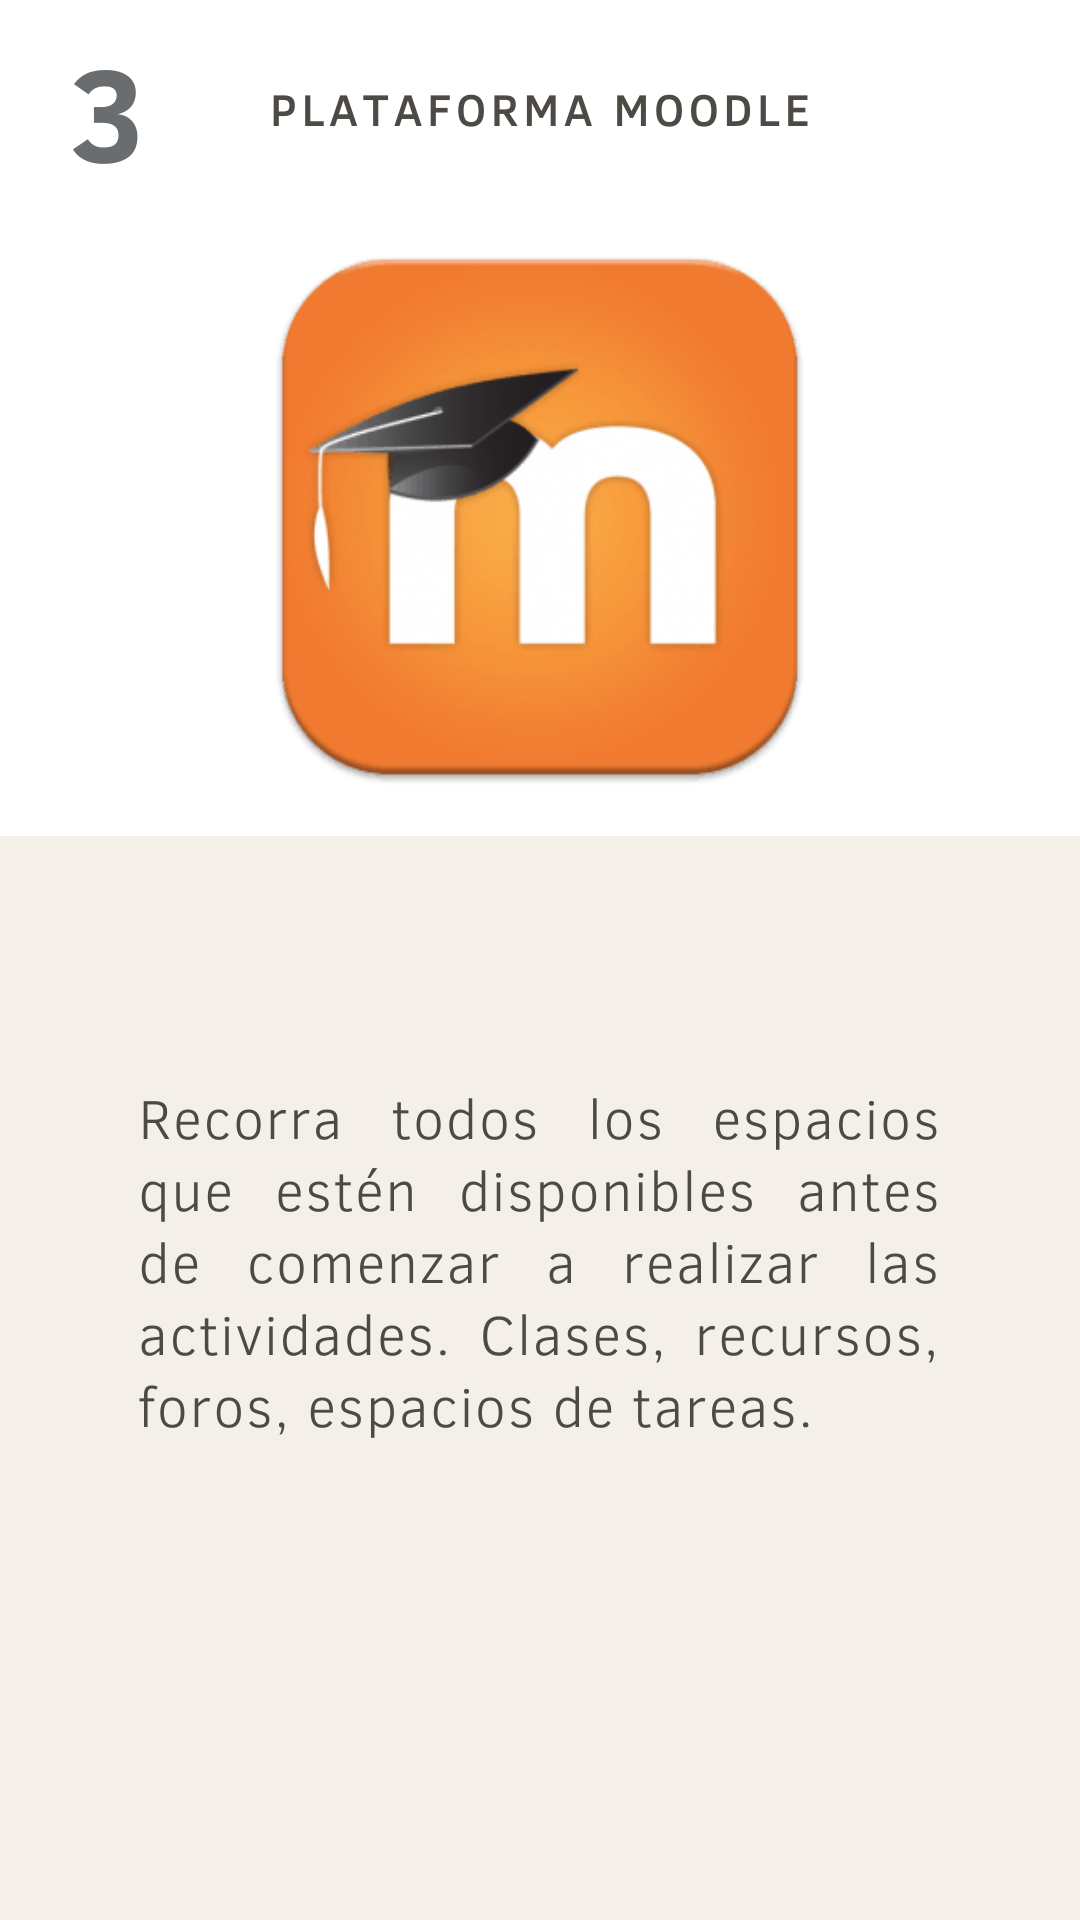 3
PLATAFORMA MOODLE
m
Recorra todos los espacios
que estén disponibles antes
de comenzar a realizar las
actividades. Clases, recursos,
foros, espacios de tareas.